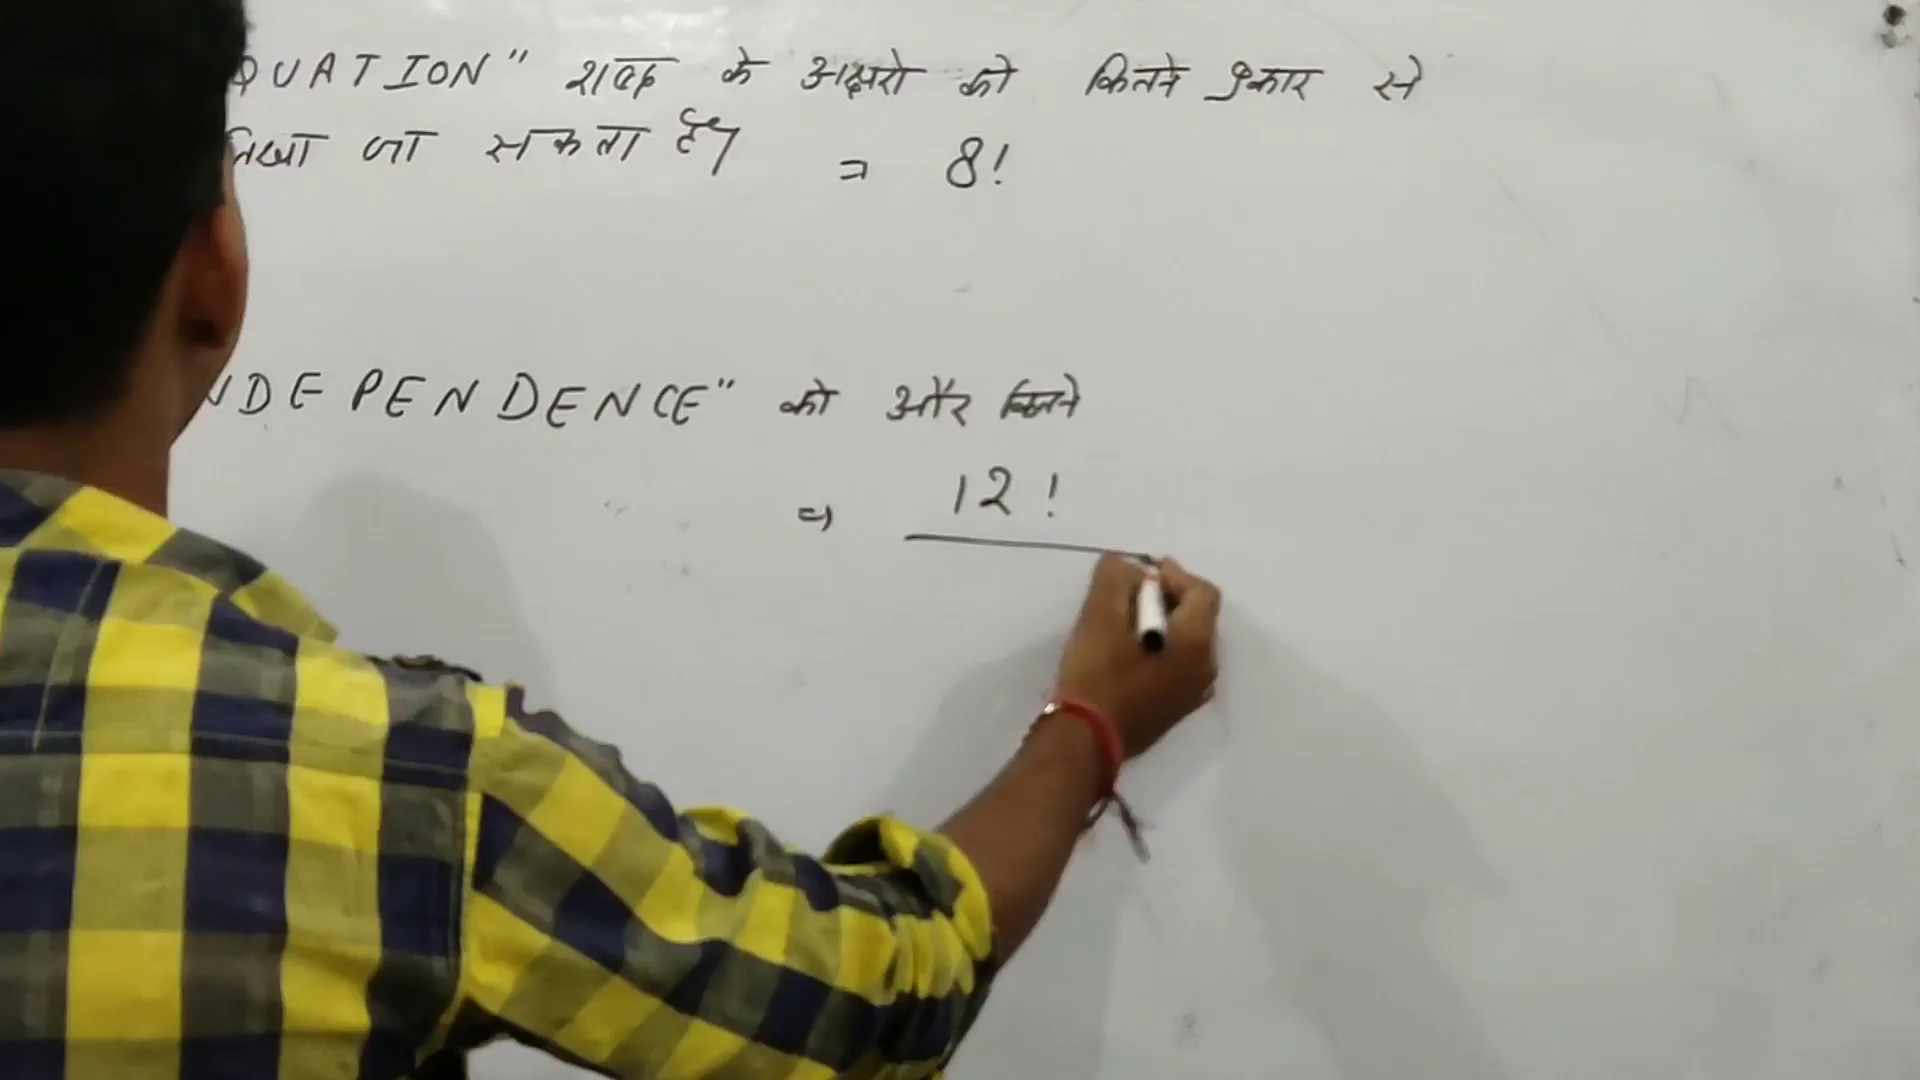 QUATION" शब्द के अक्षरो को कितने प्रकार से
लिखा जा सकता है, = 8!
NDEPENDENCE" को और कितने
= 12!